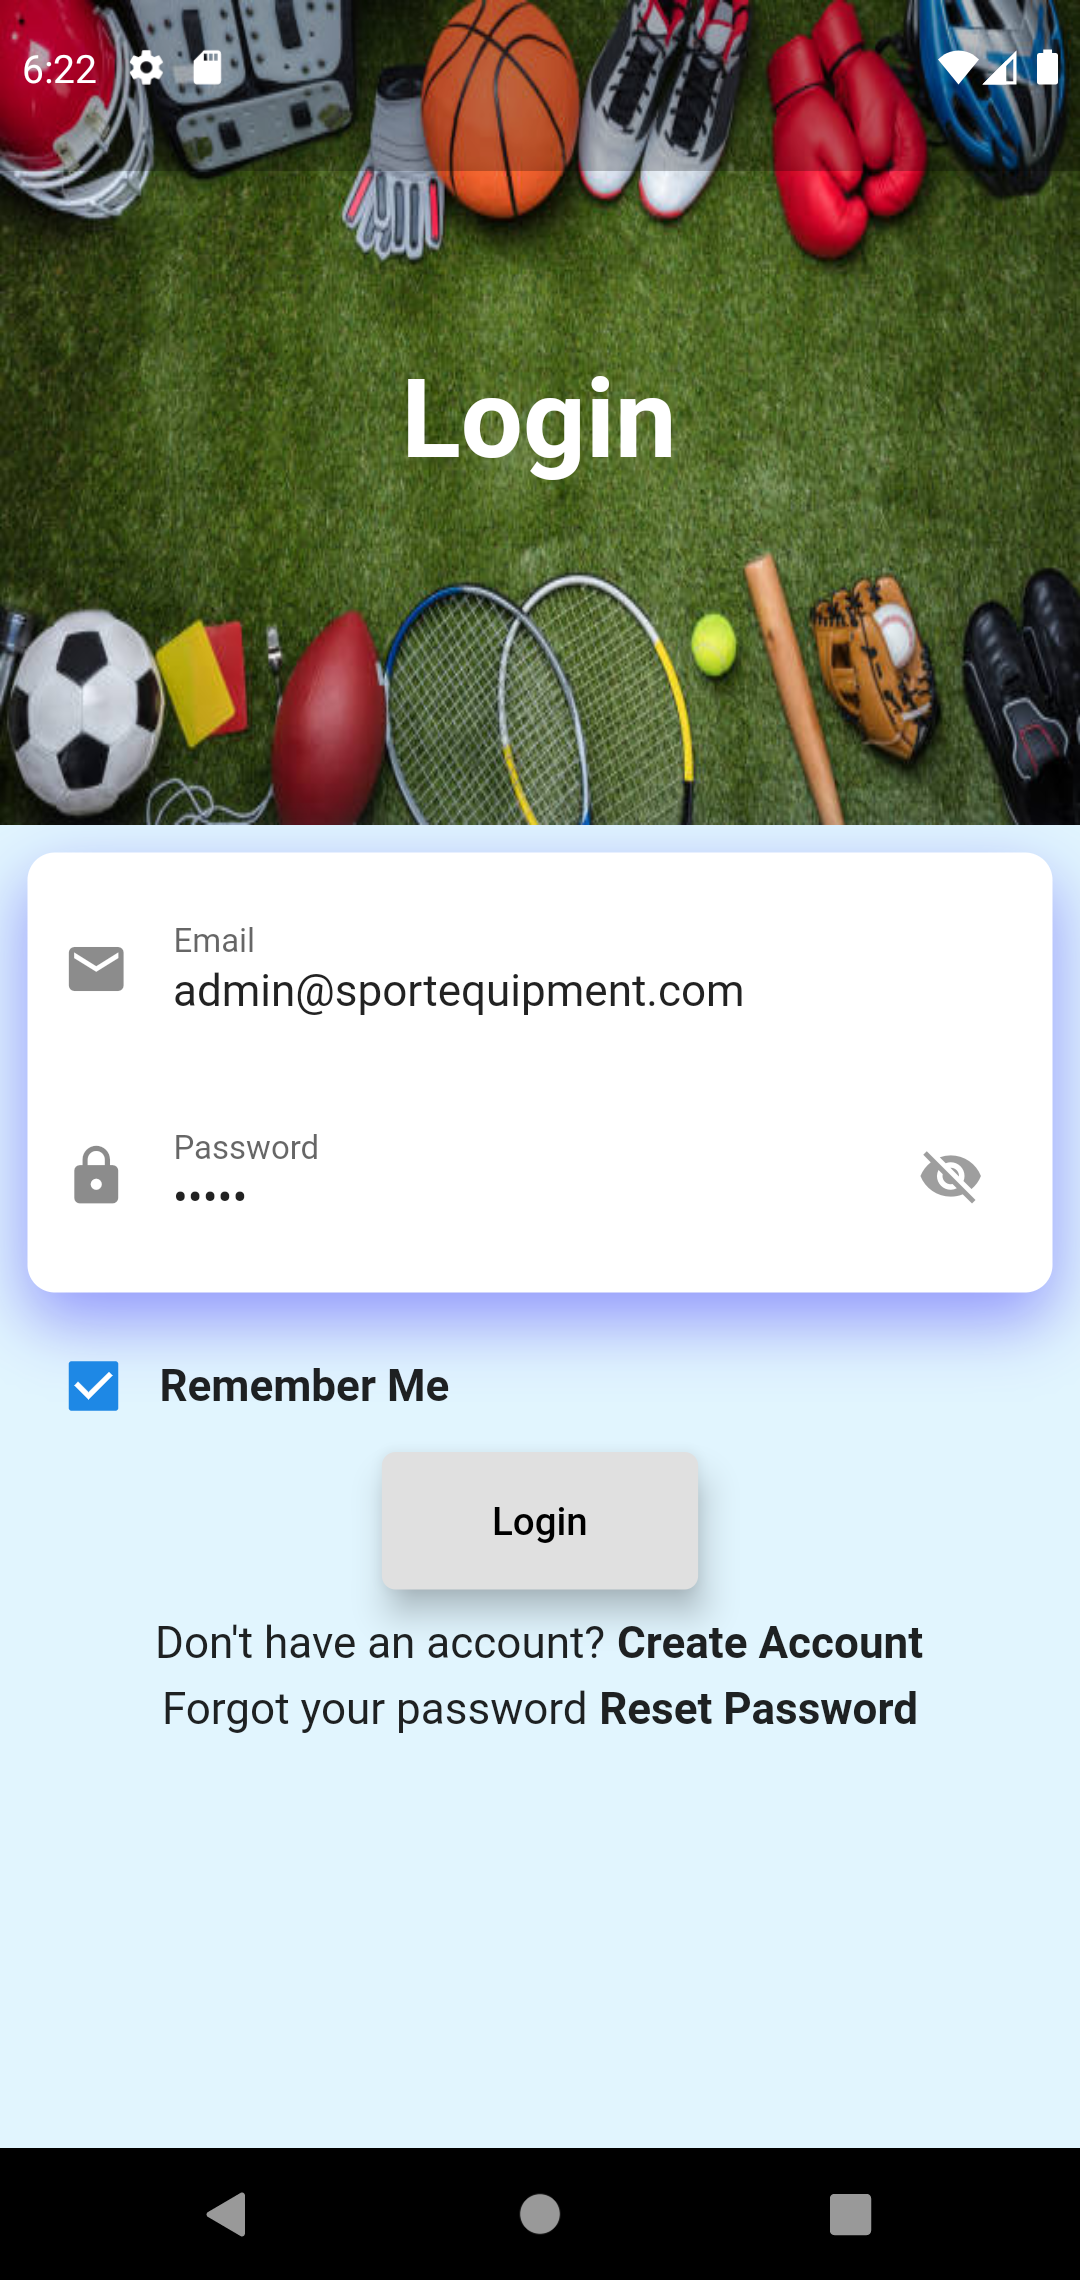 6:22
Login
Email
admin@sportequipment.com
Password
•••••
Remember Me
Login
Don't have an account? Create Account
Forgot your password Reset Password